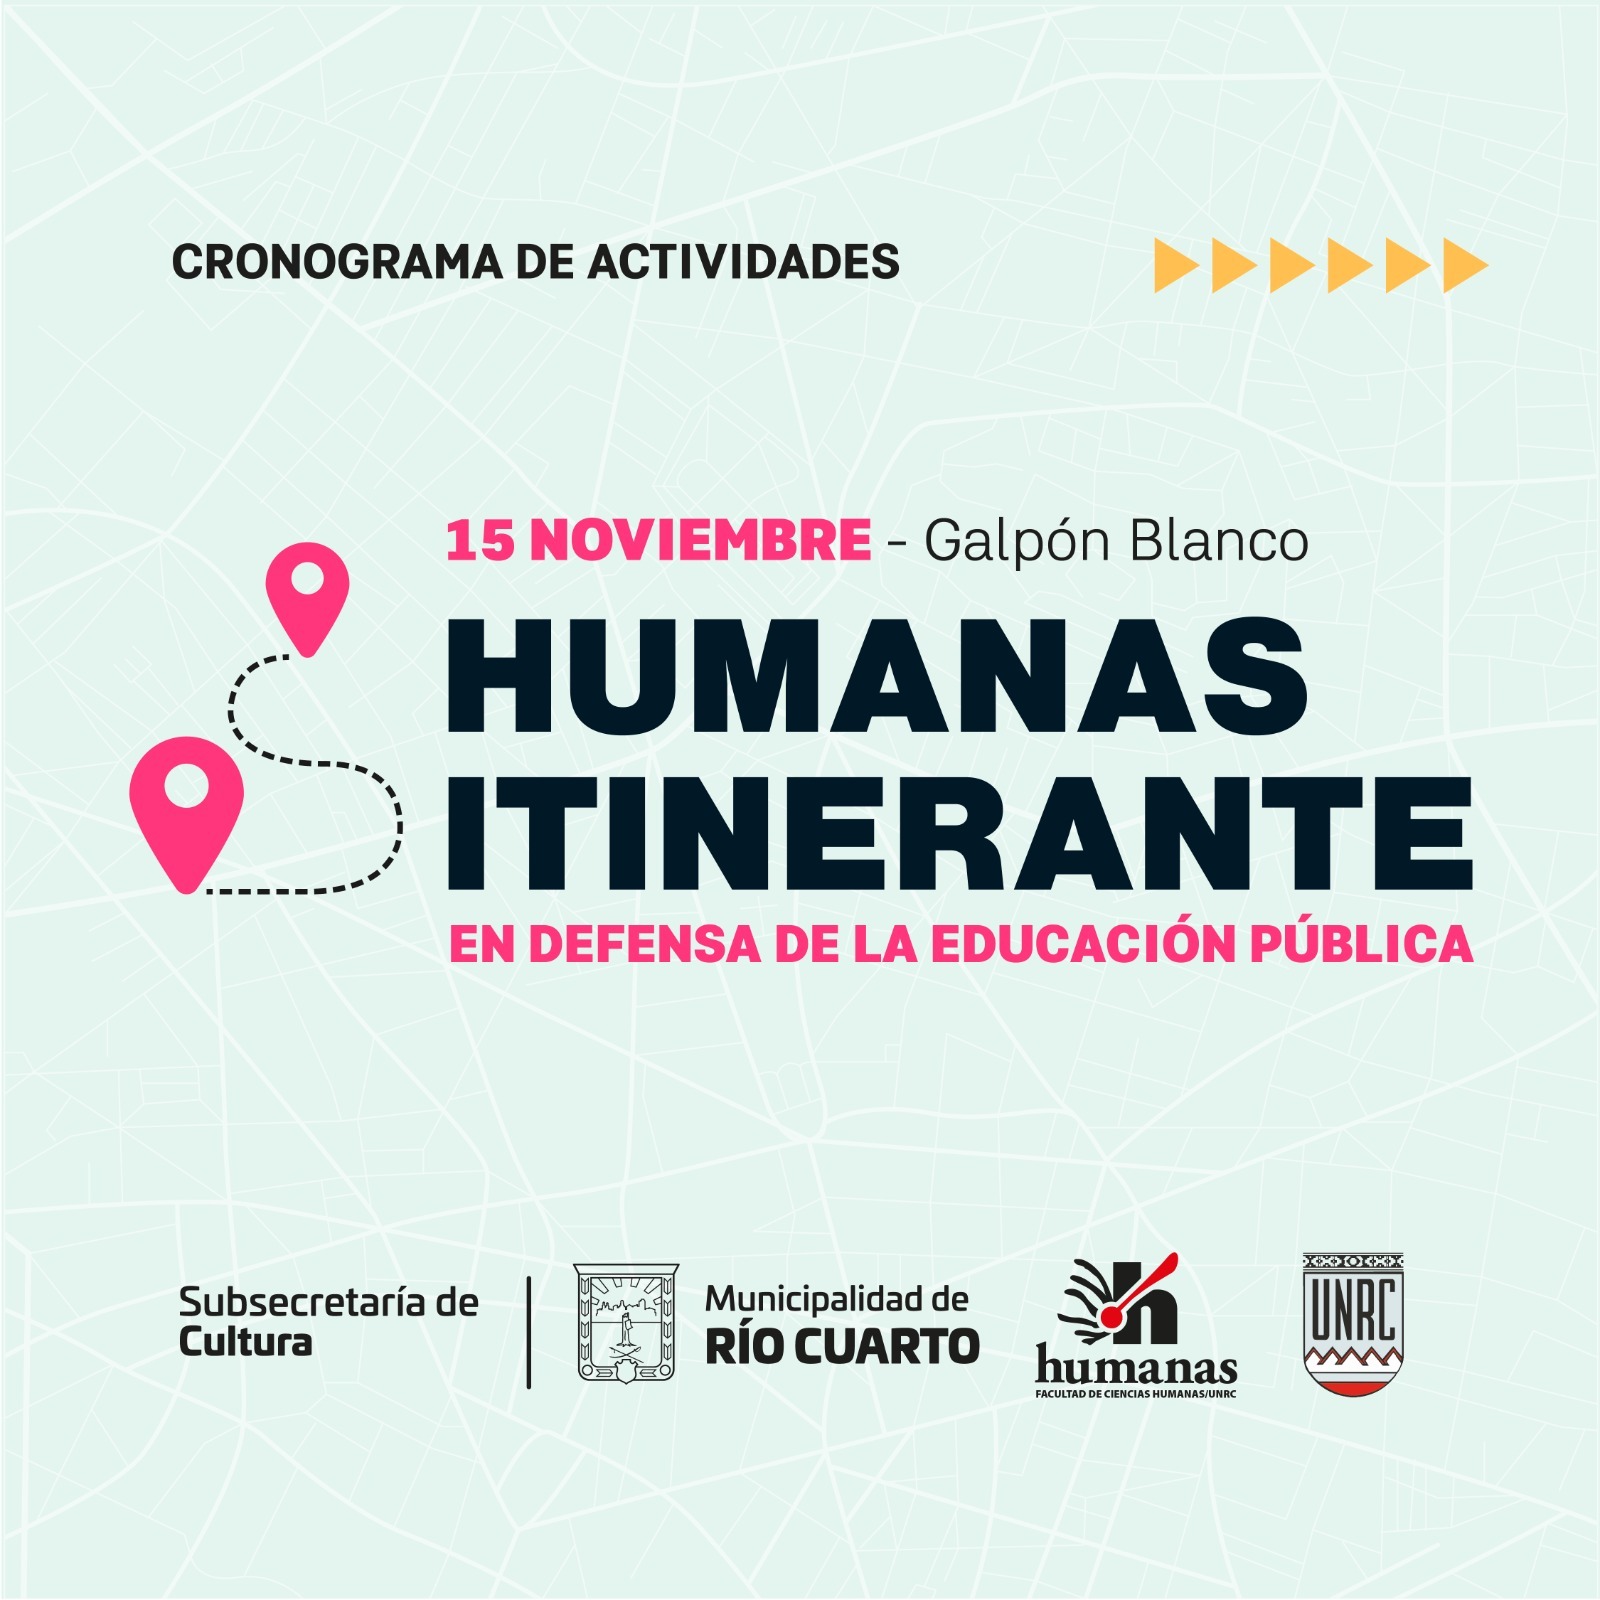 CRONOGRAMA DE ACTIVIDADES
15 NOVIEMBRE - Galpón Blanco
HUMANAS
ITINERANTE
EN DEFENSA DE LA EDUCACIÓN PÚBLICA
Subsecretaría de
Cultura
Municipalidad de
RÍO CUARTO
h
humanas
FACULTAD DE CIENCIAS HUMANAS/UNRC
UNRC